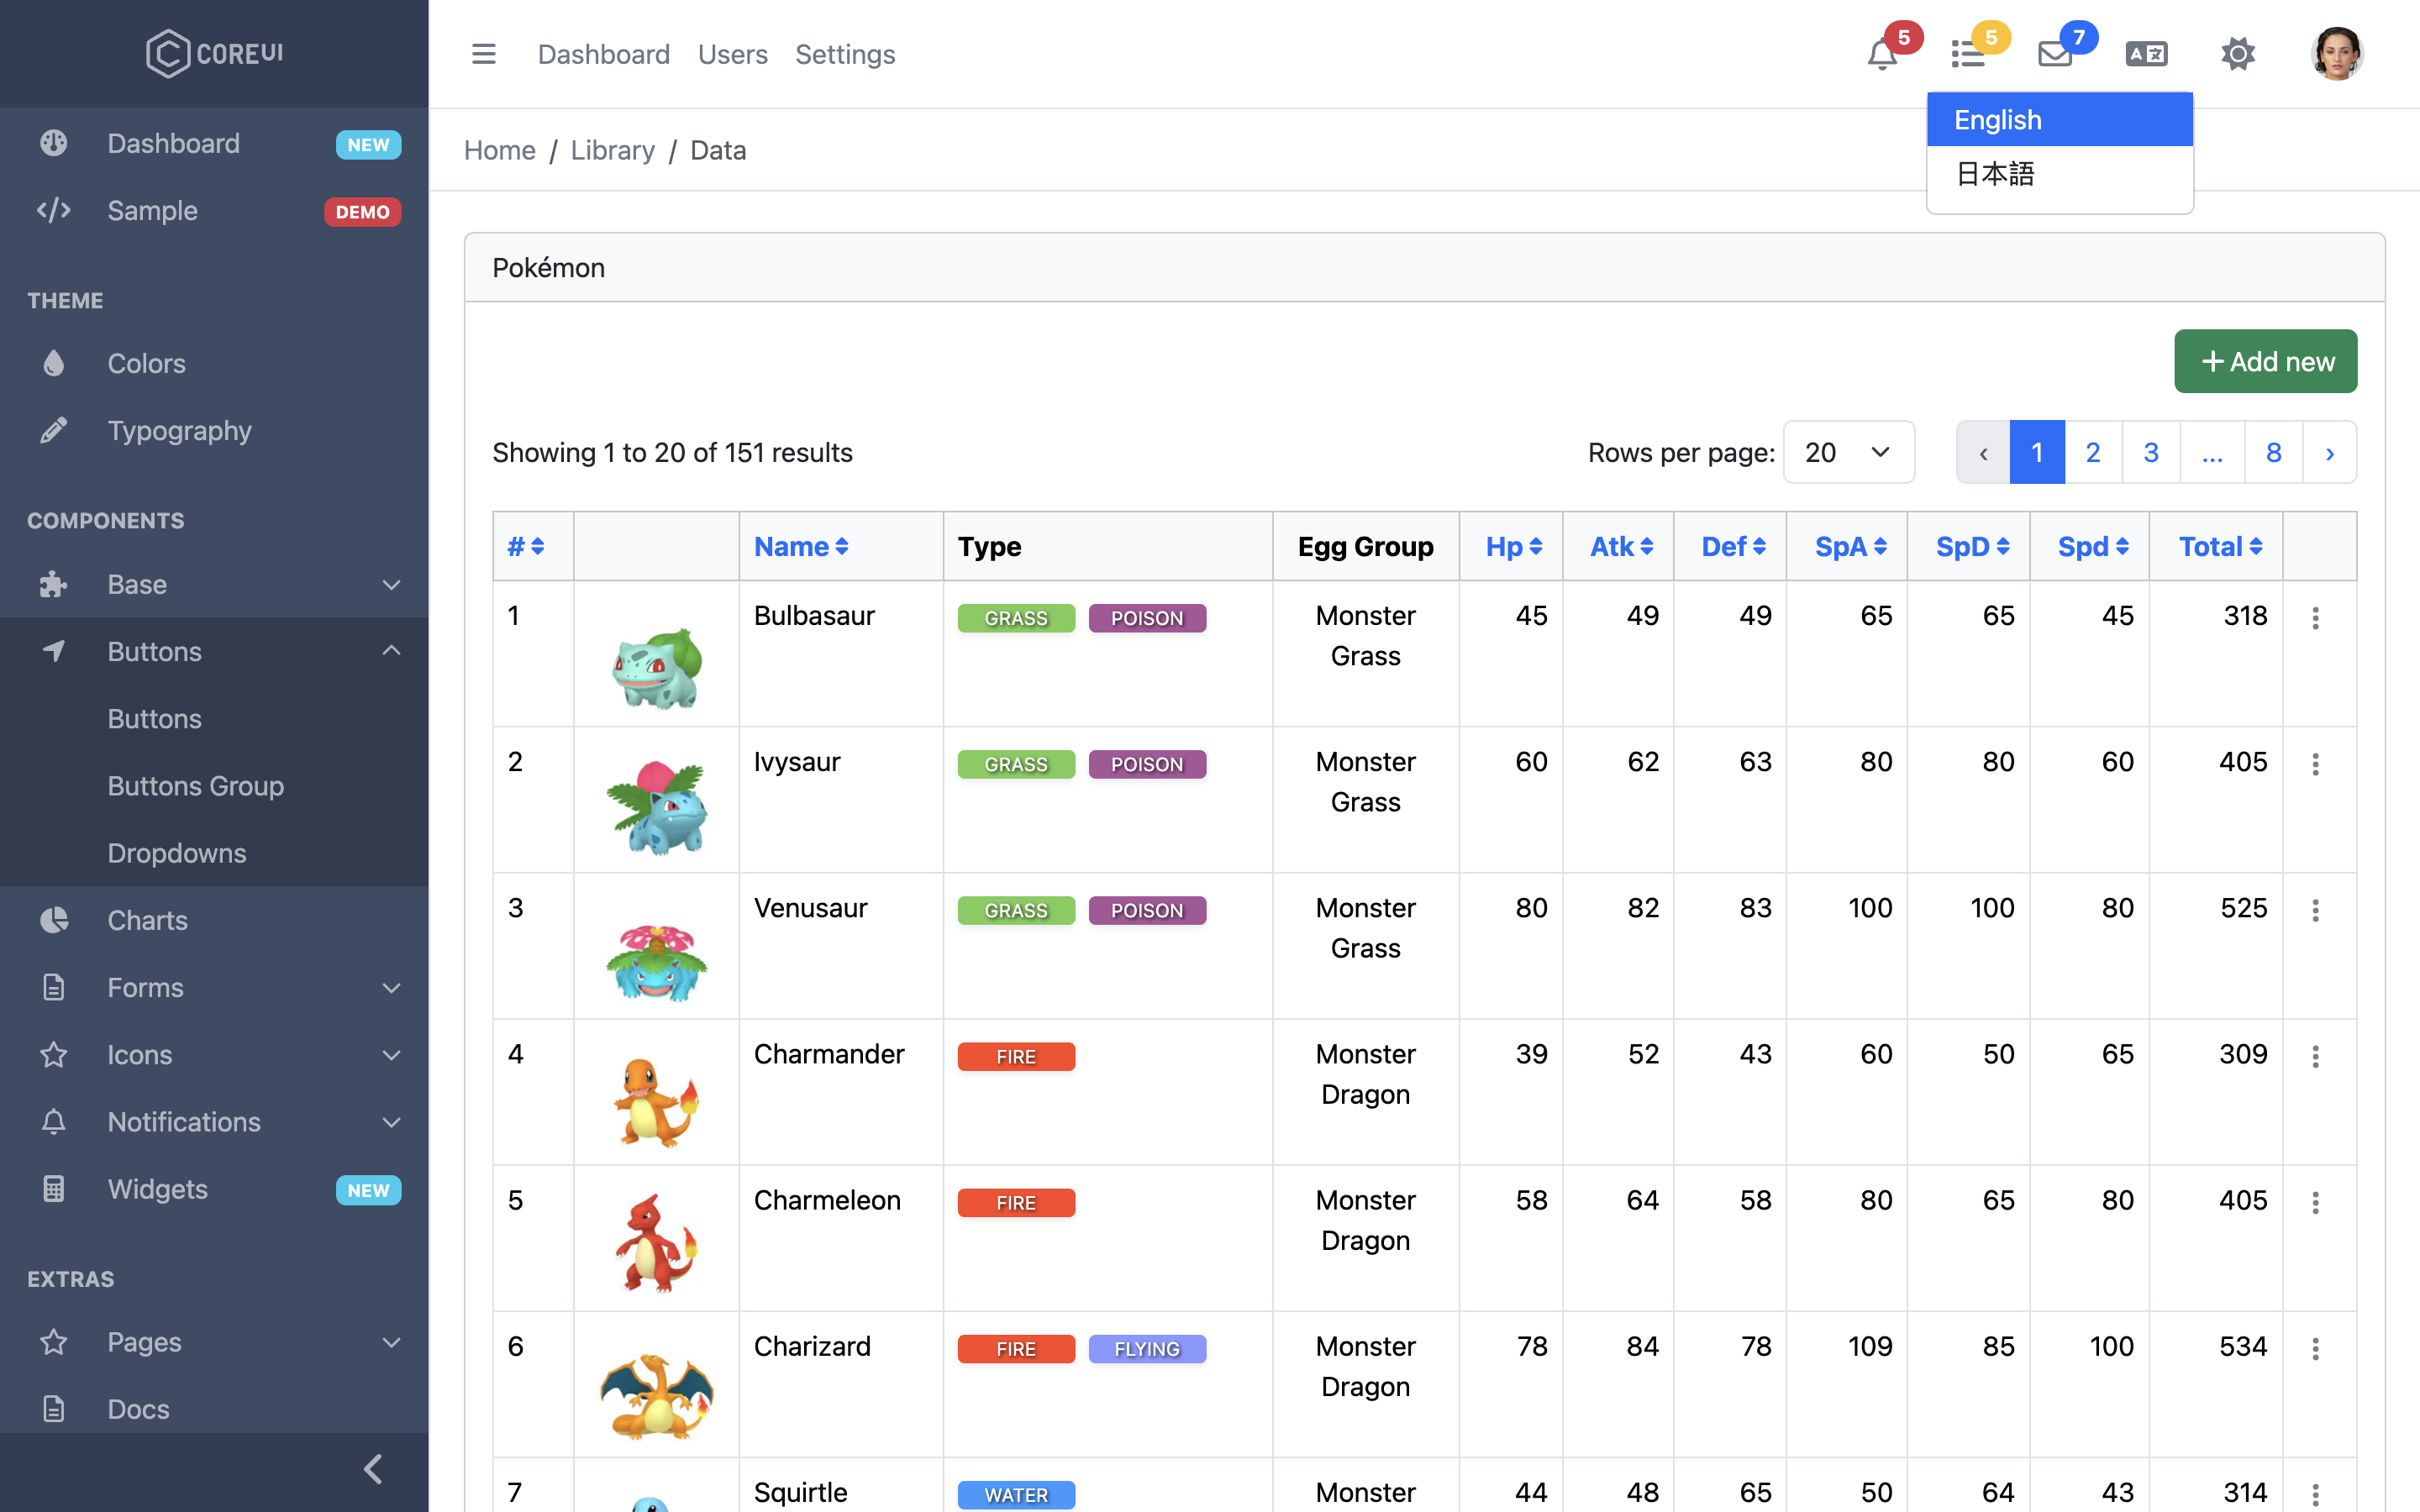 COREUI
Dashboard NEW
Sample DEMO
THEME
Colors
Typography
COMPONENTS
Base
Buttons
Buttons
Buttons Group
Dropdowns
Charts
Forms
Icons
Notifications
Widgets NEW
EXTRAS
Pages
Docs
Dashboard Users Settings
5 5 7
English
日本語
Home / Library / Data
Pokémon
+ Add new
Showing 1 to 20 of 151 results
Rows per page: 20
‹ 1 2 3 ... 8 ›
# Name Type Egg Group Hp Atk Def SpA SpD Spd Total
1 Bulbasaur GRASS POISON Monster 45 49 49 65 65 45 318
Grass
2 Ivysaur GRASS POISON Monster 60 62 63 80 80 60 405
Grass
3 Venusaur GRASS POISON Monster 80 82 83 100 100 80 525
Grass
4 Charmander FIRE Monster 39 52 43 60 50 65 309
Dragon
5 Charmeleon FIRE Monster 58 64 58 80 65 80 405
Dragon
6 Charizard FIRE FLYING Monster 78 84 78 109 85 100 534
Dragon
7 Squirtle WATER Monster 44 48 65 50 64 43 314